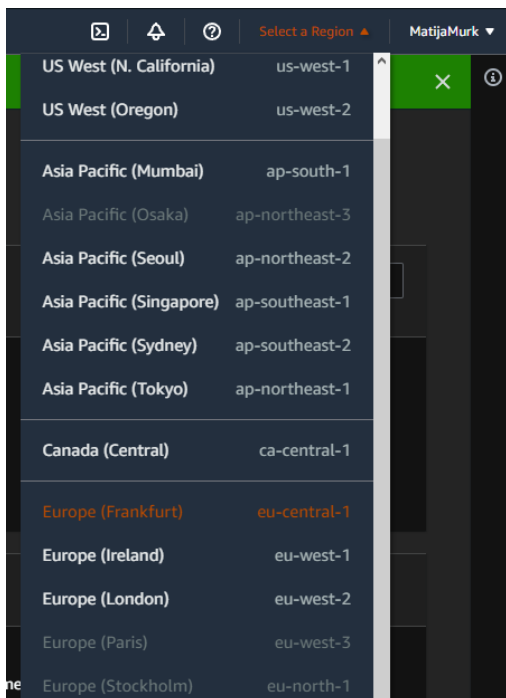 Select a Region ▲ MatijaMurk ▼
US West (N. California) us-west-1
US West (Oregon) us-west-2
Asia Pacific (Mumbai) ap-south-1
Asia Pacific (Osaka) ap-northeast-3
Asia Pacific (Seoul) ap-northeast-2
Asia Pacific (Singapore) ap-southeast-1
Asia Pacific (Sydney) ap-southeast-2
Asia Pacific (Tokyo) ap-northeast-1
Canada (Central) ca-central-1
Europe (Frankfurt) eu-central-1
Europe (Ireland) eu-west-1
Europe (London) eu-west-2
Europe (Paris) eu-west-3
Europe (Stockholm) eu-north-1